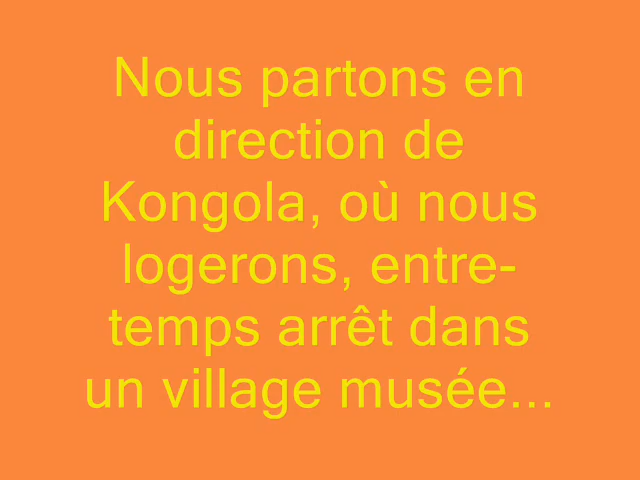 Nous partons en
direction de
Kongola, où nous
logerons, entre-
temps arrêt dans
un village musée...